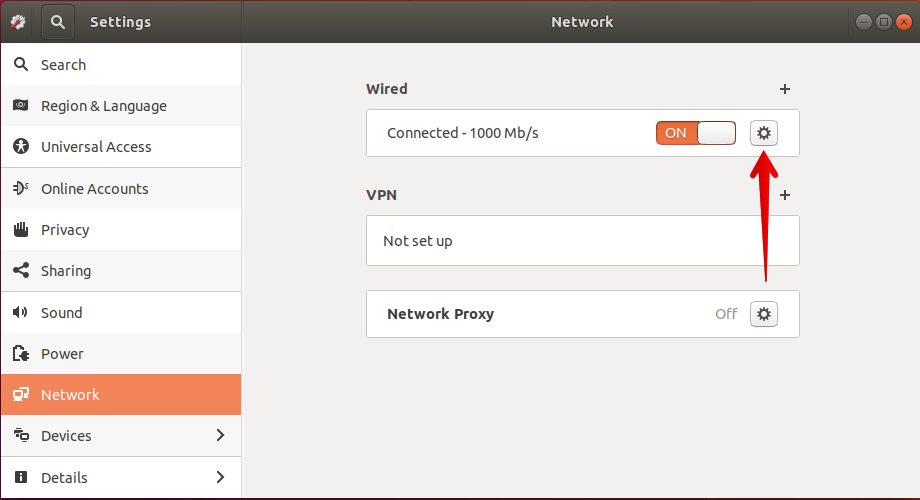 Settings
Network
Search
Region & Language
Universal Access
Online Accounts
Privacy
Sharing
Sound
Power
Network
Devices
Details
Wired
Connected - 1000 Mb/s
ON
VPN
Not set up
Network Proxy
Off